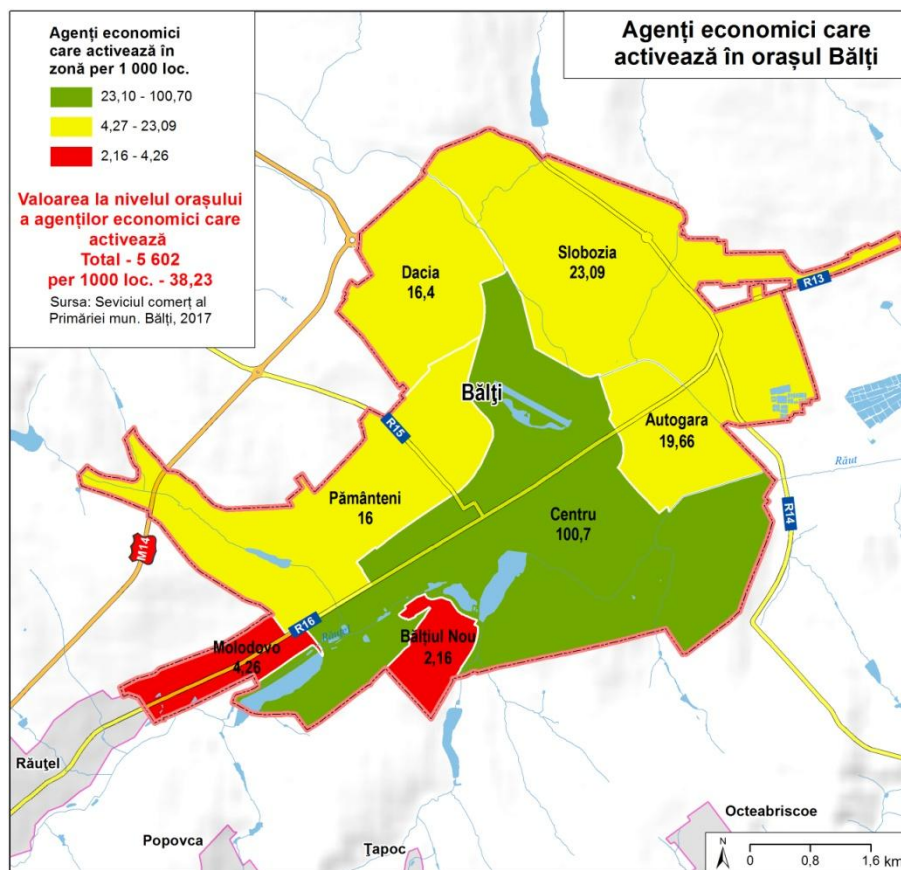 Agenți economici care
activează în orașul Bălți
Agenți economici
care activează în
zonă per 1 000 loc.
23,10 - 100,70
4,27 - 23,09
2,16 - 4,26
Valoarea la nivelul orașului
a agenților economici care
activează
Total - 5 602
per 1000 loc. - 38,23
Sursa: Seviciul comerț al
Primăriei mun. Bălți, 2017
Slobozia
23,09
Dacia
16,4
R13
Bălţi
R15
Autogara
19,66
Răut
Pământeni
16
Centru
100,7
R14
M14
R16
Răuțel
Molodovo
4,26
Bălțiul Nou
2,16
Răuţel
Octeabriscoe
Popovca
Ţapoc
N
0 0,8 1,6 km